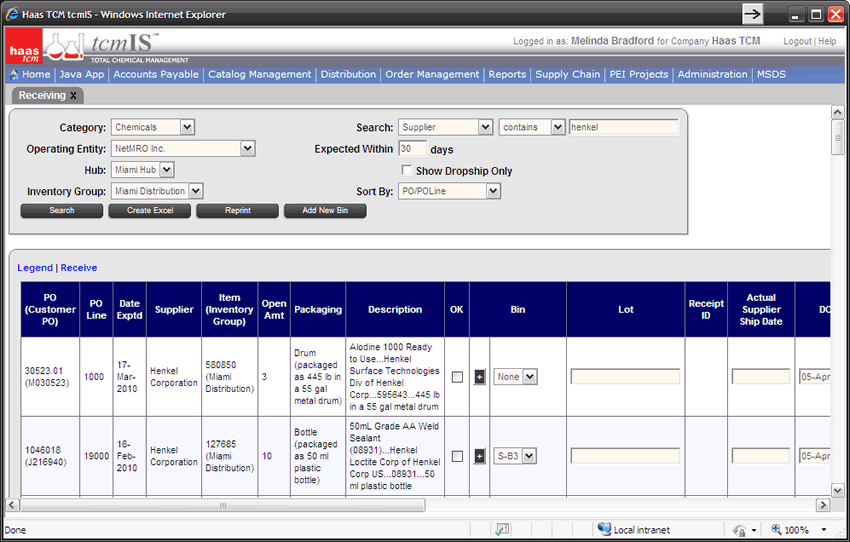 Haas TCM tcmIS - Windows Internet Explorer
haas tcm
tcmIS™
TOTAL CHEMICAL MANAGEMENT
Logged in as: Melinda Bradford for Company Haas TCM
Logout | Help
Home | Java App | Accounts Payable | Catalog Management | Distribution | Order Management | Reports | Supply Chain | PEI Projects | Administration | MSDS
Receiving x
Category: Chemicals Search: Supplier contains henkel
Operating Entity: NetMRO Inc. Expected Within 30 days
Hub: Miami Hub Show Dropship Only
Inventory Group: Miami Distribution Sort By: PO/POLine
Search Create Excel Reprint Add New Bin
Legend | Receive
PO
(Customer
PO)
PO
Line
Date
Exptd
Supplier
Item
(Inventory
Group)
Open
Amt
Packaging
Description
OK
Bin
Lot
Receipt
ID
Actual
Supplier
Ship Date
DO
30523.01
(M030523)
1000
17-
Mar-
2010
Henkel
Corporation
580850
(Miami
Distribution)
3
Drum
(packaged
as 445 lb in
a 55 gal
metal drum)
Alodine 1000 Ready
to Use...Henkel
Surface Technologies
Div of Henkel
Corp...595643...445 lb
in a 55 gal metal drum
+
None
05-Apr
1046018
(J216940)
19000
16-
Feb-
2010
Henkel
Corporation
127685
(Miami
Distribution)
10
Bottle
(packaged
as 50 ml
plastic
bottle)
50mL Grade AA Weld
Sealant
(08931)...Henkel
Loctite Corp of Henkel
Corp US...08931...50
ml plastic bottle
+
S-B3
05-Apr
Done
Local intranet
100%